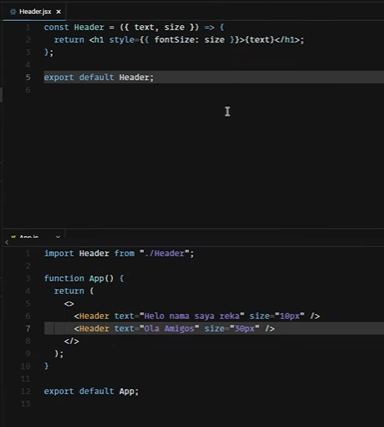 Header.jsx ×
1 const Header = ({ text, size }) => {
2 return <h1 style={{ fontSize: size }}>{text}</h1>;
3 };
4
5 export default Header;
6
App.js
1 import Header from "./Header";
2
3 function App() {
4 return (
5 <>
6 <Header text="Helo nama saya reka" size="10px" />
7 <Header text="Ola Amigos" size="30px" />
8 </>
9 );
10 }
11
12 export default App;
13